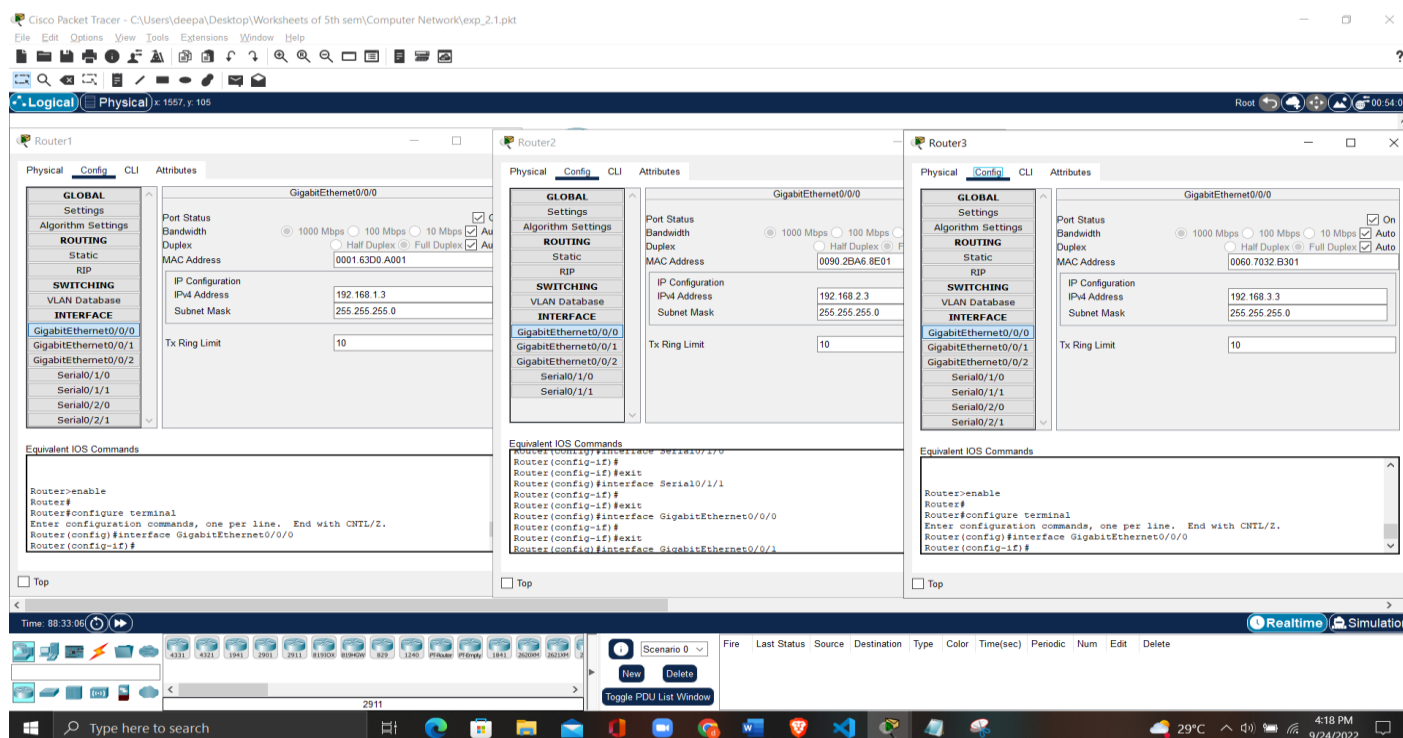 Cisco Packet Tracer - C:\Users\deepa\Desktop\Worksheets of 5th sem\Computer Network\exp_2.1.pkt
File Edit Options View Tools Extensions Window Help
?
Logical Physical x: 1557, y: 105
Root 00:54:0
Router1
Physical Config CLI Attributes
GLOBAL
Settings
Algorithm Settings
ROUTING
Static
RIP
SWITCHING
VLAN Database
INTERFACE
GigabitEthernet0/0/0
GigabitEthernet0/0/1
GigabitEthernet0/0/2
Serial0/1/0
Serial0/1/1
Serial0/2/0
Serial0/2/1
GigabitEthernet0/0/0
Port Status
Bandwidth 1000 Mbps 100 Mbps 10 Mbps Au
Duplex Half Duplex Full Duplex Au
MAC Address 0001.63D0.A001
IP Configuration
IPv4 Address 192.168.1.3
Subnet Mask 255.255.255.0
Tx Ring Limit 10
Equivalent IOS Commands
Router>enable
Router#
Router#configure terminal
Enter configuration commands, one per line. End with CNTL/Z.
Router(config)#interface GigabitEthernet0/0/0
Router(config-if)#
Top
Router2
Physical Config CLI Attributes
GLOBAL
Settings
Algorithm Settings
ROUTING
Static
RIP
SWITCHING
VLAN Database
INTERFACE
GigabitEthernet0/0/0
GigabitEthernet0/0/1
GigabitEthernet0/0/2
Serial0/1/0
Serial0/1/1
GigabitEthernet0/0/0
Port Status
Bandwidth 1000 Mbps 100 Mbps
Duplex Half Duplex F
MAC Address 0090.2BA6.8E01
IP Configuration
IPv4 Address 192.168.2.3
Subnet Mask 255.255.255.0
Tx Ring Limit 10
Equivalent IOS Commands
Router(config)#interface Serial0/1/0
Router(config-if)#
Router(config-if)#exit
Router(config)#interface Serial0/1/1
Router(config-if)#
Router(config-if)#exit
Router(config)#interface GigabitEthernet0/0/0
Router(config-if)#
Router(config-if)#exit
Router(config)#interface GigabitEthernet0/0/1
Top
Router3
Physical Config CLI Attributes
GLOBAL
Settings
Algorithm Settings
ROUTING
Static
RIP
SWITCHING
VLAN Database
INTERFACE
GigabitEthernet0/0/0
GigabitEthernet0/0/1
GigabitEthernet0/0/2
Serial0/1/0
Serial0/1/1
Serial0/2/0
Serial0/2/1
GigabitEthernet0/0/0
Port Status On
Bandwidth 1000 Mbps 100 Mbps 10 Mbps Auto
Duplex Half Duplex Full Duplex Auto
MAC Address 0060.7032.B301
IP Configuration
IPv4 Address 192.168.3.3
Subnet Mask 255.255.255.0
Tx Ring Limit 10
Equivalent IOS Commands
Router>enable
Router#
Router#configure terminal
Enter configuration commands, one per line. End with CNTL/Z.
Router(config)#interface GigabitEthernet0/0/0
Router(config-if)#
Top
Time: 88:33:06
Realtime Simulation
4331 4321 1941 2901 2911 819IOX 819HGW 829 1240 PT-Router PT-Empty 1841 2620XM 2621XM 2
2911
Scenario 0
New Delete
Toggle PDU List Window
Fire Last Status Source Destination Type Color Time(sec) Periodic Num Edit Delete
Type here to search
29°C
4:18 PM
9/24/2022